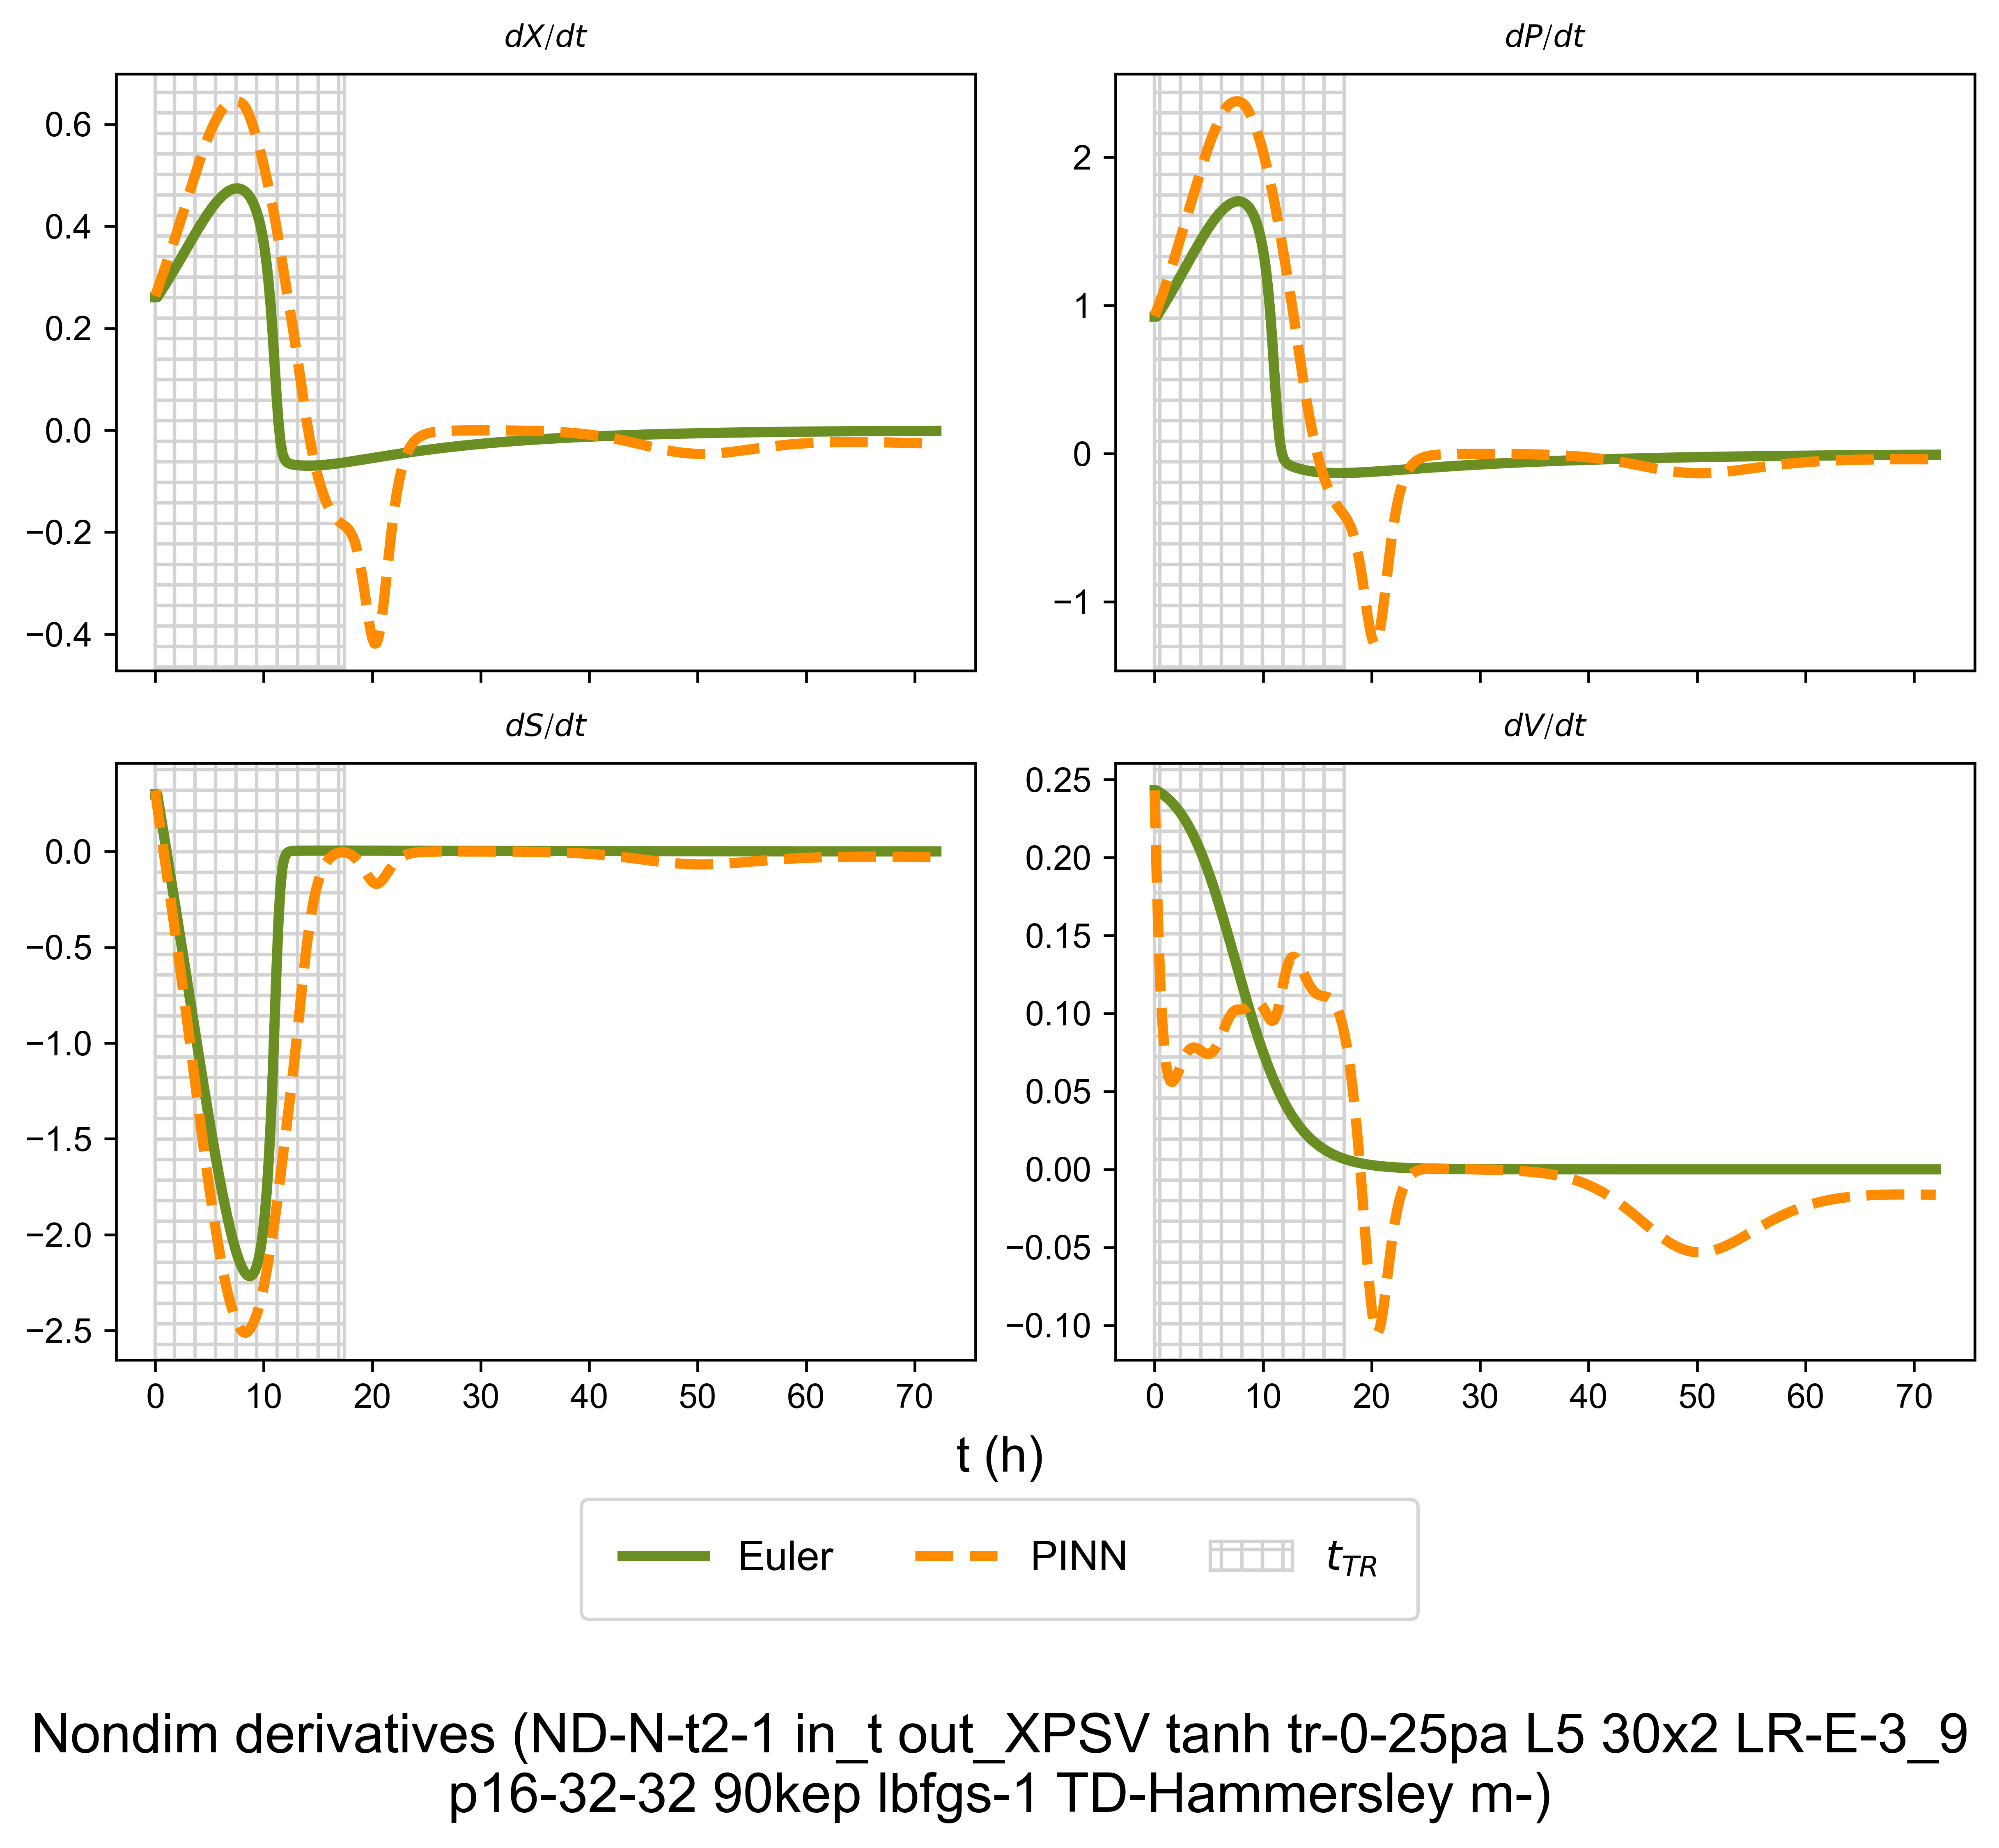 dX/dt
dP/dt
0.6
0.4
0.2
0.0
−0.2
−0.4
2
1
0
−1
dS/dt
dV/dt
0.0
−0.5
−1.0
−1.5
−2.0
−2.5
0.25
0.20
0.15
0.10
0.05
0.00
−0.05
−0.10
0 10 20 30 40 50 60 70
0 10 20 30 40 50 60 70
t (h)
Euler PINN t_TR
Nondim derivatives (ND-N-t2-1 in_t out_XPSV tanh tr-0-25pa L5 30x2 LR-E-3_9
p16-32-32 90kep lbfgs-1 TD-Hammersley m-)